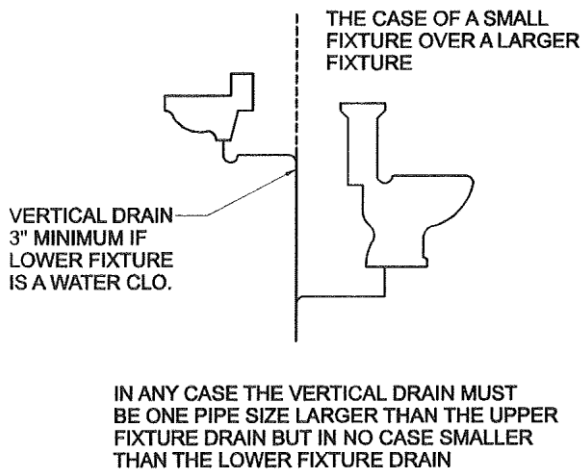 THE CASE OF A SMALL
FIXTURE OVER A LARGER
FIXTURE
VERTICAL DRAIN
3" MINIMUM IF
LOWER FIXTURE
IS A WATER CLO.
IN ANY CASE THE VERTICAL DRAIN MUST
BE ONE PIPE SIZE LARGER THAN THE UPPER
FIXTURE DRAIN BUT IN NO CASE SMALLER
THAN THE LOWER FIXTURE DRAIN